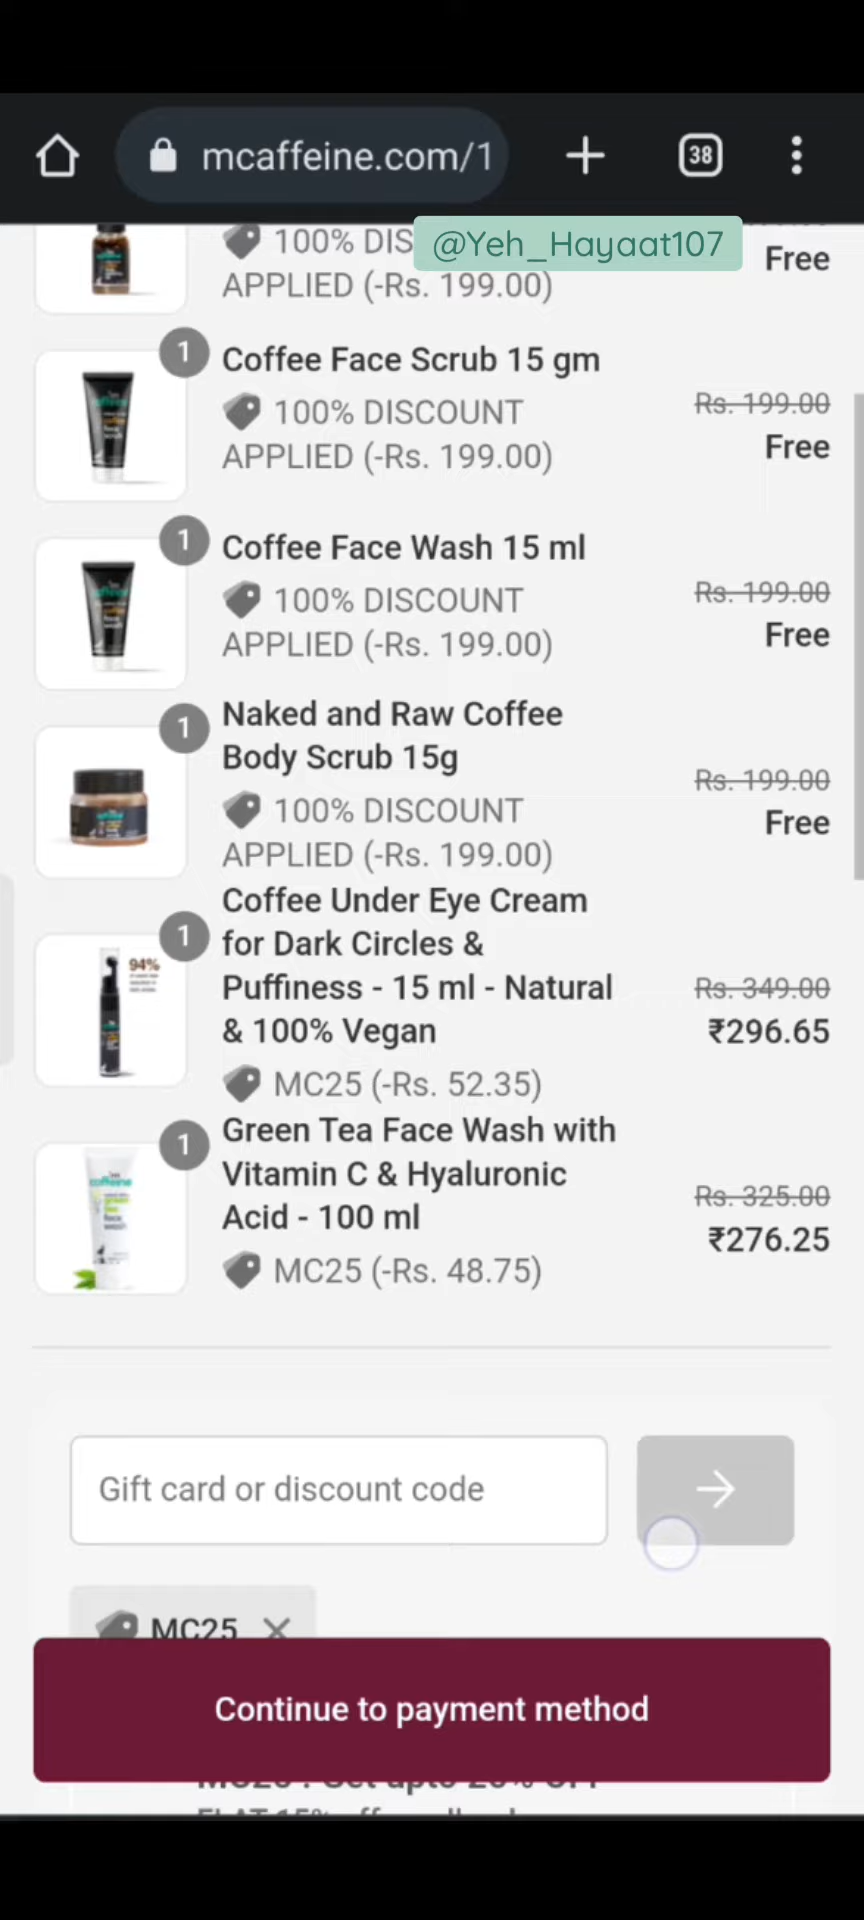 mcaffeine.com/1
38
@Yeh_Hayaat107
100% DIS
APPLIED (-Rs. 199.00)
Free
1
Coffee Face Scrub 15 gm
100% DISCOUNT
APPLIED (-Rs. 199.00)
Rs. 199.00
Free
1
Coffee Face Wash 15 ml
100% DISCOUNT
APPLIED (-Rs. 199.00)
Rs. 199.00
Free
1
Naked and Raw Coffee
Body Scrub 15g
100% DISCOUNT
APPLIED (-Rs. 199.00)
Rs. 199.00
Free
1
94%
Coffee Under Eye Cream
for Dark Circles &
Puffiness - 15 ml - Natural
& 100% Vegan
MC25 (-Rs. 52.35)
Rs. 349.00
₹296.65
1
Green Tea Face Wash with
Vitamin C & Hyaluronic
Acid - 100 ml
MC25 (-Rs. 48.75)
Rs. 325.00
₹276.25
Gift card or discount code
MC25
Continue to payment method